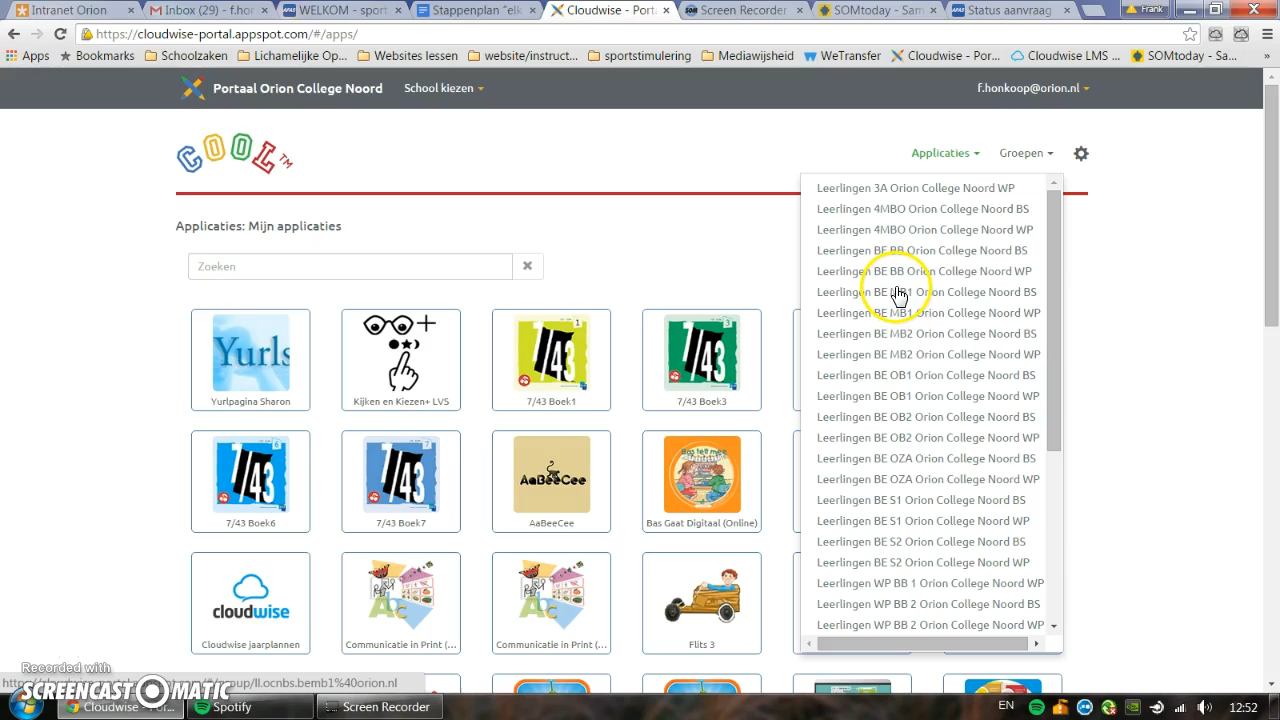 Intranet Orion
Inbox (29) - f.hon
WELKOM - sport
Stappenplan "elk
Cloudwise - Port
Screen Recorder
SOMtoday - Sam
Status aanvraag
Frank
https://cloudwise-portal.appspot.com/#/apps/
Apps
Bookmarks
Schoolzaken
Lichamelijke Op...
Websites lessen
website/instruct...
sportstimulering
Mediawijsheid
WeTransfer
Cloudwise - Por...
Cloudwise LMS ...
SOMtoday - Sa...
»
Portaal Orion College Noord
School kiezen
f.honkoop@orion.nl
COOL™
Applicaties
Groepen
Applicaties: Mijn applicaties
Zoeken
Leerlingen 3A Orion College Noord WP
Leerlingen 4MBO Orion College Noord BS
Leerlingen 4MBO Orion College Noord WP
Leerlingen BE BB Orion College Noord BS
Leerlingen BE BB Orion College Noord WP
Leerlingen BE MB1 Orion College Noord BS
Leerlingen BE MB1 Orion College Noord WP
Leerlingen BE MB2 Orion College Noord BS
Leerlingen BE MB2 Orion College Noord WP
Leerlingen BE OB1 Orion College Noord BS
Leerlingen BE OB1 Orion College Noord WP
Leerlingen BE OB2 Orion College Noord BS
Leerlingen BE OB2 Orion College Noord WP
Leerlingen BE OZA Orion College Noord BS
Leerlingen BE OZA Orion College Noord WP
Leerlingen BE S1 Orion College Noord BS
Leerlingen BE S1 Orion College Noord WP
Leerlingen BE S2 Orion College Noord BS
Leerlingen BE S2 Orion College Noord WP
Leerlingen WP BB 1 Orion College Noord WP
Leerlingen WP BB 2 Orion College Noord BS
Leerlingen WP BB 2 Orion College Noord WP
Yurls
Yurlpagina Sharon
Kijken en Kiezen+ LVS
7/43
1
7/43 Boek1
7/43
3
7/43 Boek3
7/43
6
7/43 Boek6
7/43
7
7/43 Boek7
AaBeeCee
AaBeeCee
Bas telt mee
Bas Gaat Digitaal (Online)
cloudwise
Cloudwise jaarplannen
Communicatie in Print (...
Communicatie in Print (...
Flits 3
Recorded with
SCREENCAST MATIC
Cloudwise - Por...
Spotify
Screen Recorder
EN
12:52